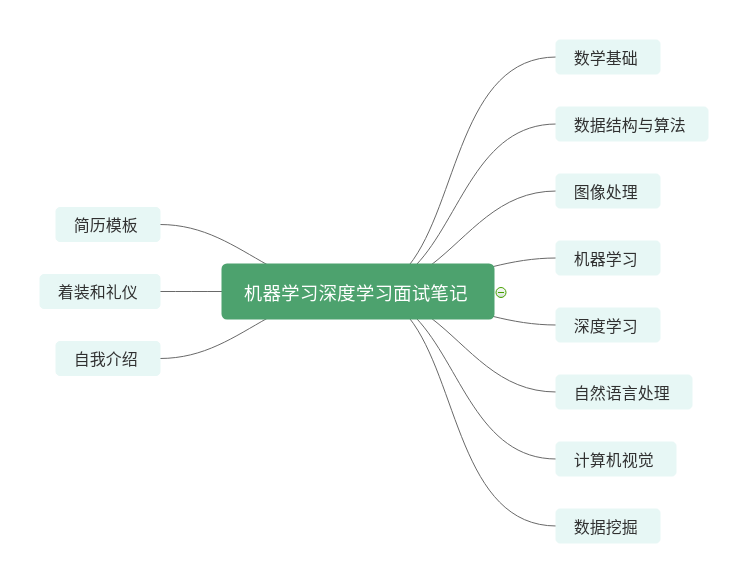 机器学习深度学习面试笔记
数学基础
数据结构与算法
图像处理
机器学习
深度学习
自然语言处理
计算机视觉
数据挖掘
简历模板
着装和礼仪
自我介绍